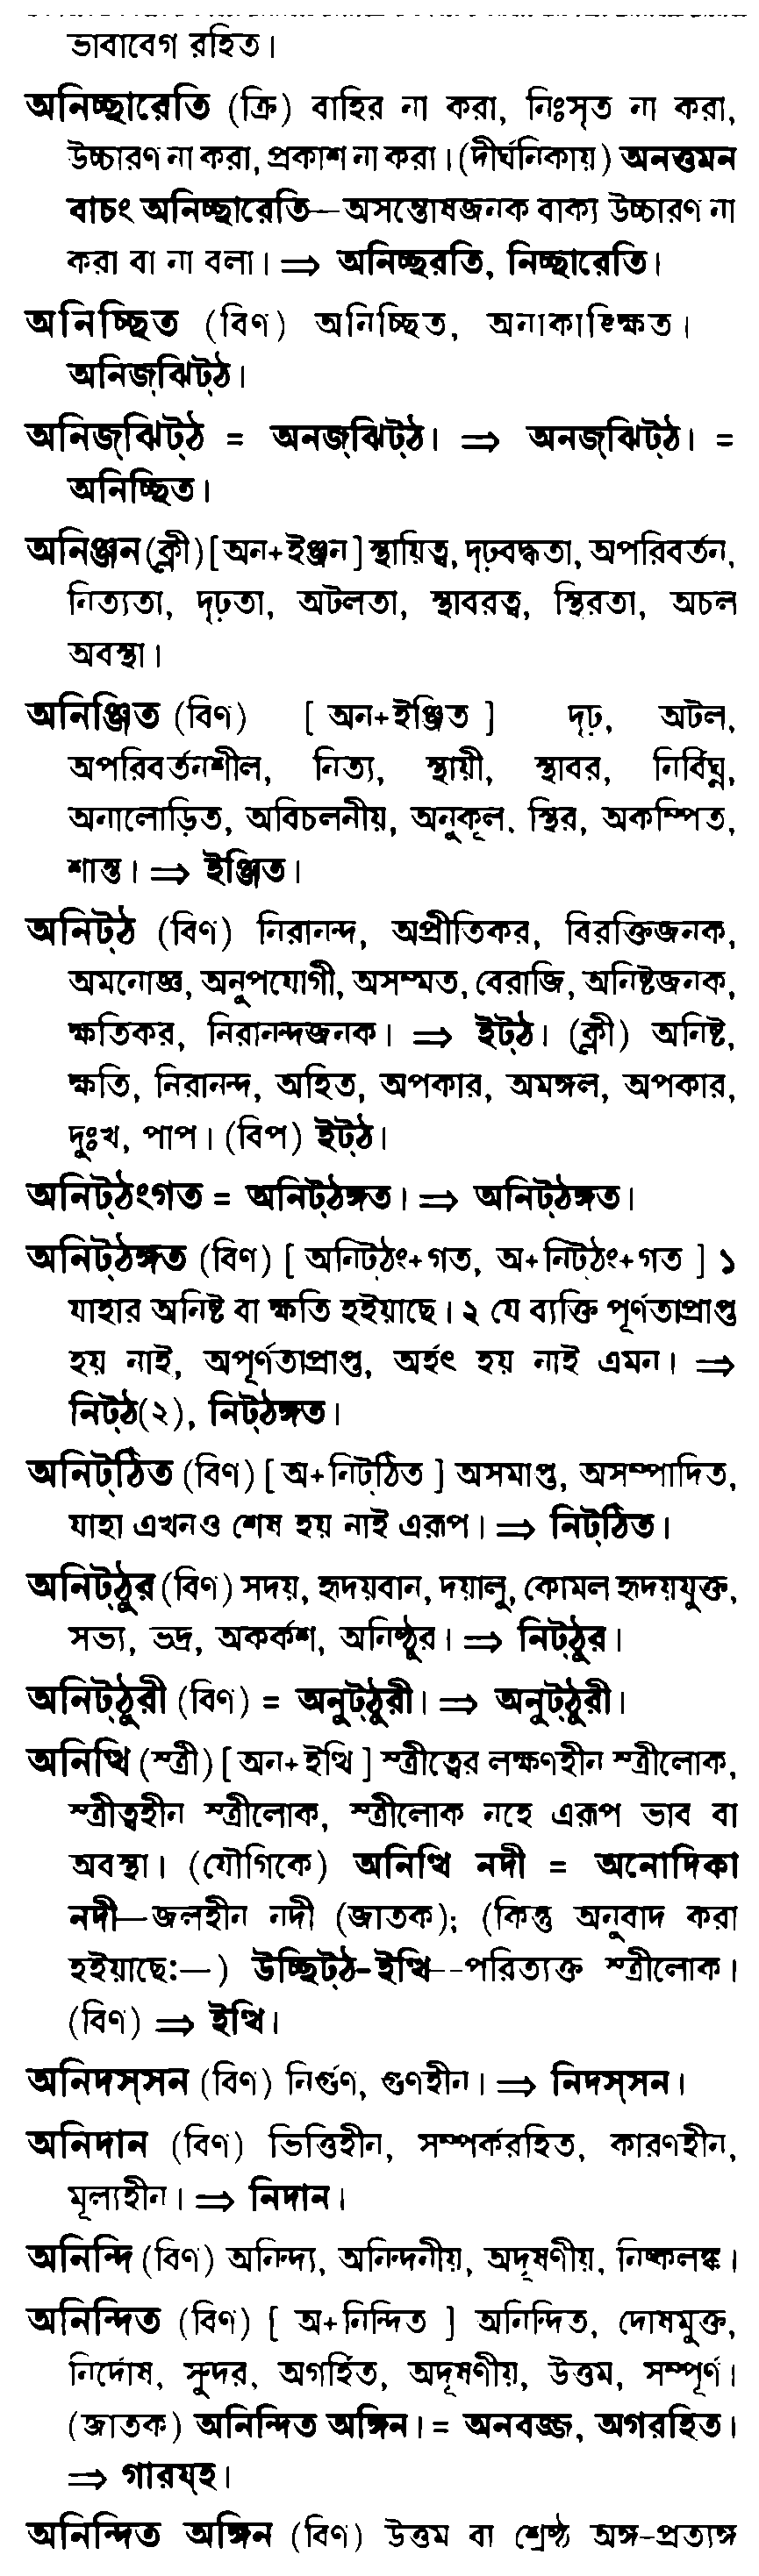 ভাবাবেগ রহিত।
অনিচ্ছারেতি (ক্রি) বাহির না করা, নিঃসৃত না করা,
উচ্চারণ না করা, প্রকাশ না করা। (দীর্ঘনিকায়) অনত্তমন
বাচং অনিচ্ছারেতি—অসন্তোষজনক বাক্য উচ্চারণ না
করা বা না বলা। ⇒ অনিচ্ছরতি, নিচ্ছারেতি।
অনিচ্ছিত (বিণ) অনিচ্ছিত, অনাকাঙ্ক্ষিত।
অনিজ্‌ঝিট্‌ঠ।
অনিজ্‌ঝিট্‌ঠ = অনজ্‌ঝিট্‌ঠ। ⇒ অনজ্‌ঝিট্‌ঠ। =
অনিচ্ছিত।
অনিঞ্জন (ক্লী) [ অন+ইঞ্জন ] স্থায়িত্ব, দৃঢ়বদ্ধতা, অপরিবর্তন,
নিত্যতা, দৃঢ়তা, অটলতা, স্থাবরত্ব, স্থিরতা, অচল
অবস্থা।
অনিঞ্জিত (বিণ) [ অন+ইঞ্জিত ] দৃঢ়, অটল,
অপরিবর্তনশীল, নিত্য, স্থায়ী, স্থাবর, নির্বিঘ্ন,
অনালোড়িত, অবিচলনীয়, অনুকূল, স্থির, অকম্পিত,
শান্ত। ⇒ ইঞ্জিত।
অনিট্‌ঠ (বিণ) নিরানন্দ, অপ্রীতিকর, বিরক্তিজনক,
অমনোজ্ঞ, অনুপযোগী, অসম্মত, বেরাজি, অনিষ্টজনক,
ক্ষতিকর, নিরানন্দজনক। ⇒ ইট্‌ঠ। (ক্লী) অনিষ্ট,
ক্ষতি, নিরানন্দ, অহিত, অপকার, অমঙ্গল, অপকার,
দুঃখ, পাপ। (বিপ) ইট্‌ঠ।
অনিট্‌ঠংগত = অনিট্‌ঠঙ্গত। ⇒ অনিট্‌ঠঙ্গত।
অনিট্‌ঠঙ্গত (বিণ) [ অনিট্‌ঠং+গত, অ+নিট্‌ঠং+গত ] ১
যাহার অনিষ্ট বা ক্ষতি হইয়াছে। ২ যে ব্যক্তি পূর্ণতাপ্রাপ্ত
হয় নাই, অপূর্ণতাপ্রাপ্ত, অর্হৎ হয় নাই এমন। ⇒
নিট্‌ঠ(২), নিট্‌ঠঙ্গত।
অনিট্‌ঠিত (বিণ) [ অ+নিট্‌ঠিত ] অসমাপ্ত, অসম্পাদিত,
যাহা এখনও শেষ হয় নাই এরূপ। ⇒ নিট্‌ঠিত।
অনিট্‌ঠুর (বিণ) সদয়, হৃদয়বান, দয়ালু, কোমল হৃদয়যুক্ত,
সভ্য, ভদ্র, অকর্কশ, অনিষ্ঠুর। ⇒ নিট্‌ঠুর।
অনিট্‌ঠুরী (বিণ) = অনুট্‌ঠুরী। ⇒ অনুট্‌ঠুরী।
অনিত্থি (স্ত্রী) [ অন+ইত্থি ] স্ত্রীত্বের লক্ষণহীন স্ত্রীলোক,
স্ত্রীত্বহীন স্ত্রীলোক, স্ত্রীলোক নহে এরূপ ভাব বা
অবস্থা। (যৌগিকে) অনিত্থি নদী = অনোদিকা
নদী—জলহীন নদী (জাতক); (কিন্তু অনুবাদ করা
হইয়াছে:—) উচ্ছিট্‌ঠ-ইত্থি--পরিত্যক্ত স্ত্রীলোক।
(বিণ) ⇒ ইত্থি।
অনিদস্‌সন (বিণ) নির্গুণ, গুণহীন। ⇒ নিদস্‌সন।
অনিদান (বিণ) ভিত্তিহীন, সম্পর্করহিত, কারণহীন,
মূল্যহীন। ⇒ নিদান।
অনিন্দি (বিণ) অনিন্দ্য, অনিন্দনীয়, অদূষণীয়, নিষ্কলঙ্ক।
অনিন্দিত (বিণ) [ অ+নিন্দিত ] অনিন্দিত, দোষমুক্ত,
নির্দোষ, সুন্দর, অগর্হিত, অদূষণীয়, উত্তম, সম্পূর্ণ।
(জাতক) অনিন্দিত অঙ্গিন। = অনবজ্জ, অগরহিত।
⇒ গারয্‌হ।
অনিন্দিত অঙ্গিন (বিণ) উত্তম বা শ্রেষ্ঠ অঙ্গ-প্রত্যঙ্গ